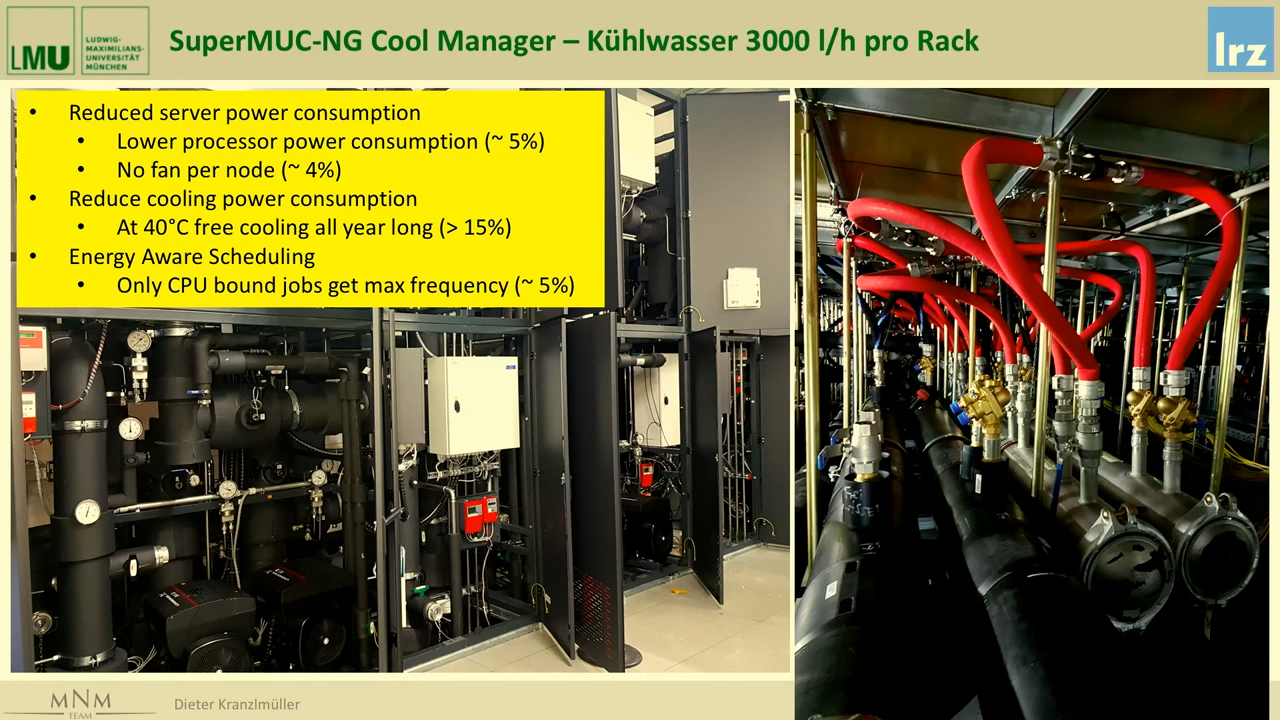 LMU
LUDWIG-
MAXIMILIANS-
UNIVERSITÄT
MÜNCHEN
SuperMUC-NG Cool Manager – Kühlwasser 3000 l/h pro Rack
lrz
• Reduced server power consumption
• Lower processor power consumption (~ 5%)
• No fan per node (~ 4%)
• Reduce cooling power consumption
• At 40°C free cooling all year long (> 15%)
• Energy Aware Scheduling
• Only CPU bound jobs get max frequency (~ 5%)
MNM
TEAM
Dieter Kranzlmüller